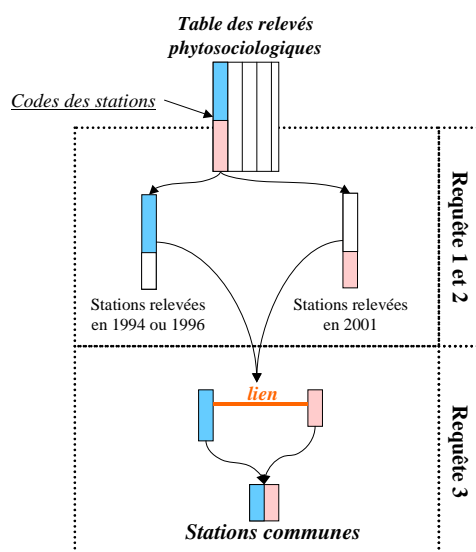 Table des relevés
phytosociologiques
Codes des stations
Requête 1 et 2
Stations relevées
en 1994 ou 1996
Stations relevées
en 2001
lien
Requête 3
Stations communes